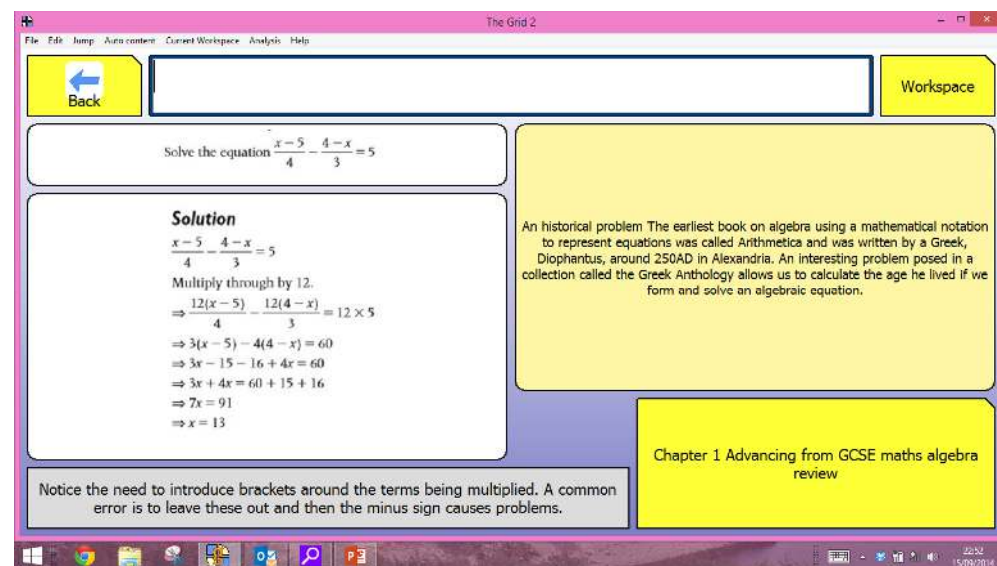 The Grid 2
File Edit Jump Auto content Current Workspace Analysis Help
Back
Workspace
Solve the equation (x − 5)/4 − (4 − x)/3 = 5
Solution
(x − 5)/4 − (4 − x)/3 = 5
Multiply through by 12.
⇒ 12(x − 5)/4 − 12(4 − x)/3 = 12 × 5
⇒ 3(x − 5) − 4(4 − x) = 60
⇒ 3x − 15 − 16 + 4x = 60
⇒ 3x + 4x = 60 + 15 + 16
⇒ 7x = 91
⇒ x = 13
Notice the need to introduce brackets around the terms being multiplied. A common
error is to leave these out and then the minus sign causes problems.
An historical problem The earliest book on algebra using a mathematical notation
to represent equations was called Arithmetica and was written by a Greek,
Diophantus, around 250AD in Alexandria. An interesting problem posed in a
collection called the Greek Anthology allows us to calculate the age he lived if we
form and solve an algebraic equation.
Chapter 1 Advancing from GCSE maths algebra
review
22:52
15/09/2014